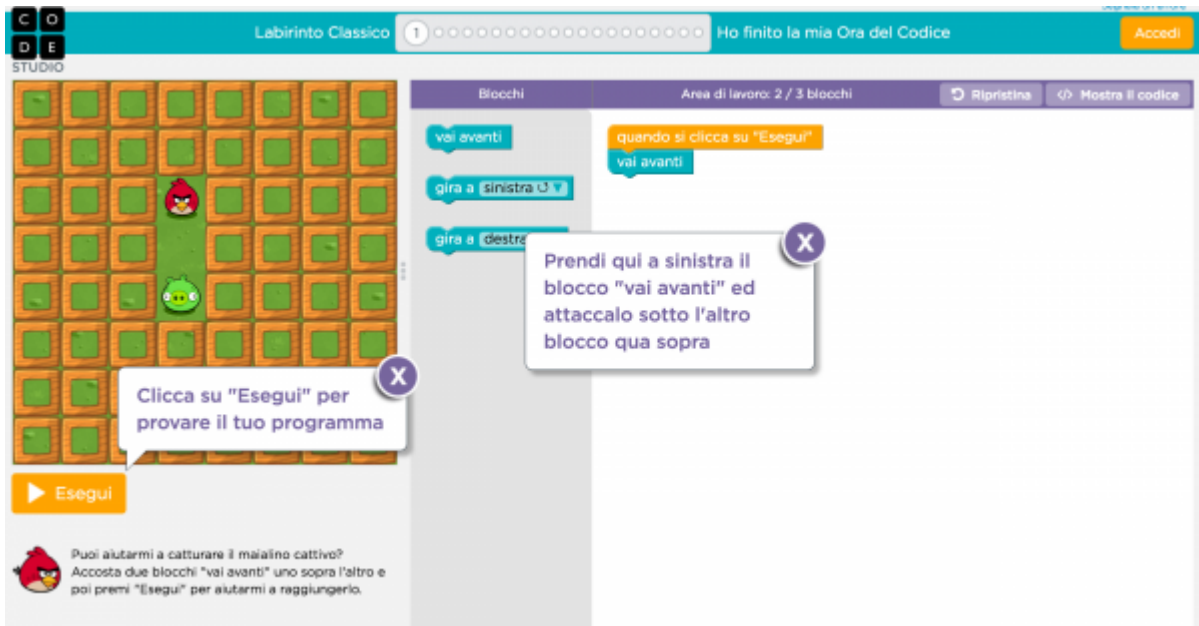 C O
D E
STUDIO
Labirinto Classico 1 Ho finito la mia Ora del Codice
Accedi
Blocchi
Area di lavoro: 2 / 3 blocchi
Ripristina
</> Mostra il codice
vai avanti
gira a sinistra
gira a destra
quando si clicca su "Esegui"
vai avanti
Prendi qui a sinistra il
blocco "vai avanti" ed
attaccalo sotto l'altro
blocco qua sopra
X
Clicca su "Esegui" per
provare il tuo programma
X
Esegui
Puoi aiutarmi a catturare il maialino cattivo?
Accosta due blocchi "vai avanti" uno sopra l'altro e
poi premi "Esegui" per aiutarmi a raggiungerlo.